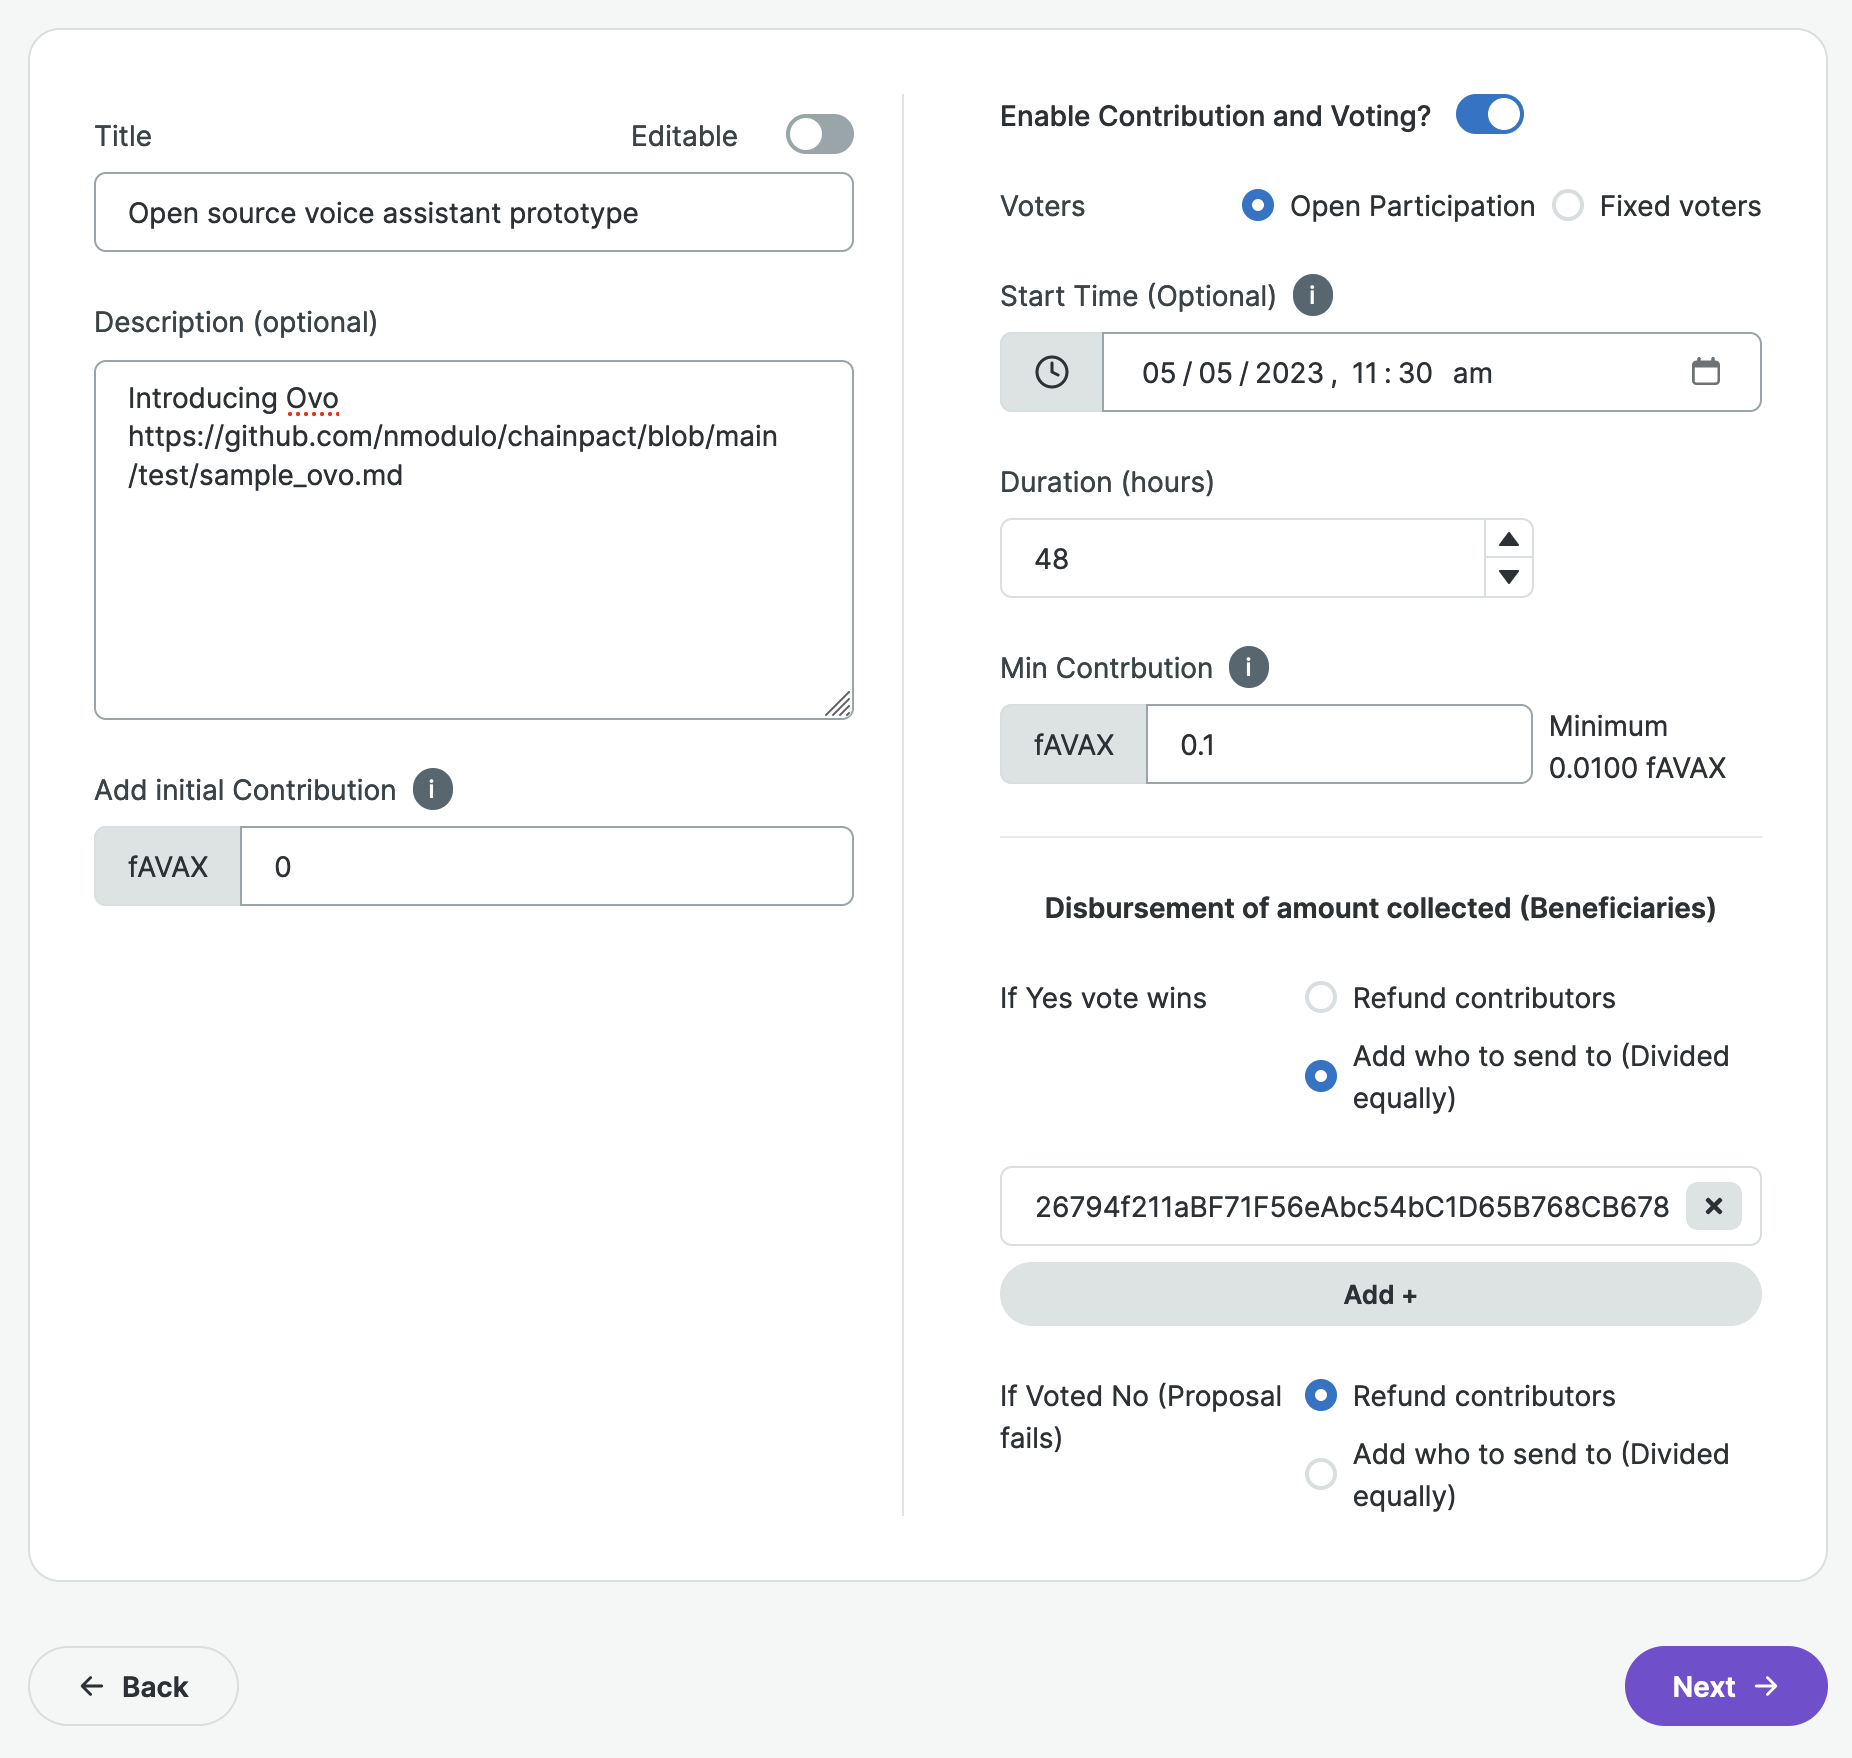 Title
Editable
Open source voice assistant prototype
Description (optional)
Introducing Ovo
https://github.com/nmodulo/chainpact/blob/main
/test/sample_ovo.md
Add initial Contribution i
fAVAX 0
Enable Contribution and Voting?
Voters Open Participation Fixed voters
Start Time (Optional) i
05/05/2023, 11:30 am
Duration (hours)
48
Min Contrbution i
fAVAX 0.1
Minimum
0.0100 fAVAX
Disbursement of amount collected (Beneficiaries)
If Yes vote wins
Refund contributors
Add who to send to (Divided
equally)
26794f211aBF71F56eAbc54bC1D65B768CB678
Add +
If Voted No (Proposal
fails)
Refund contributors
Add who to send to (Divided
equally)
← Back
Next →